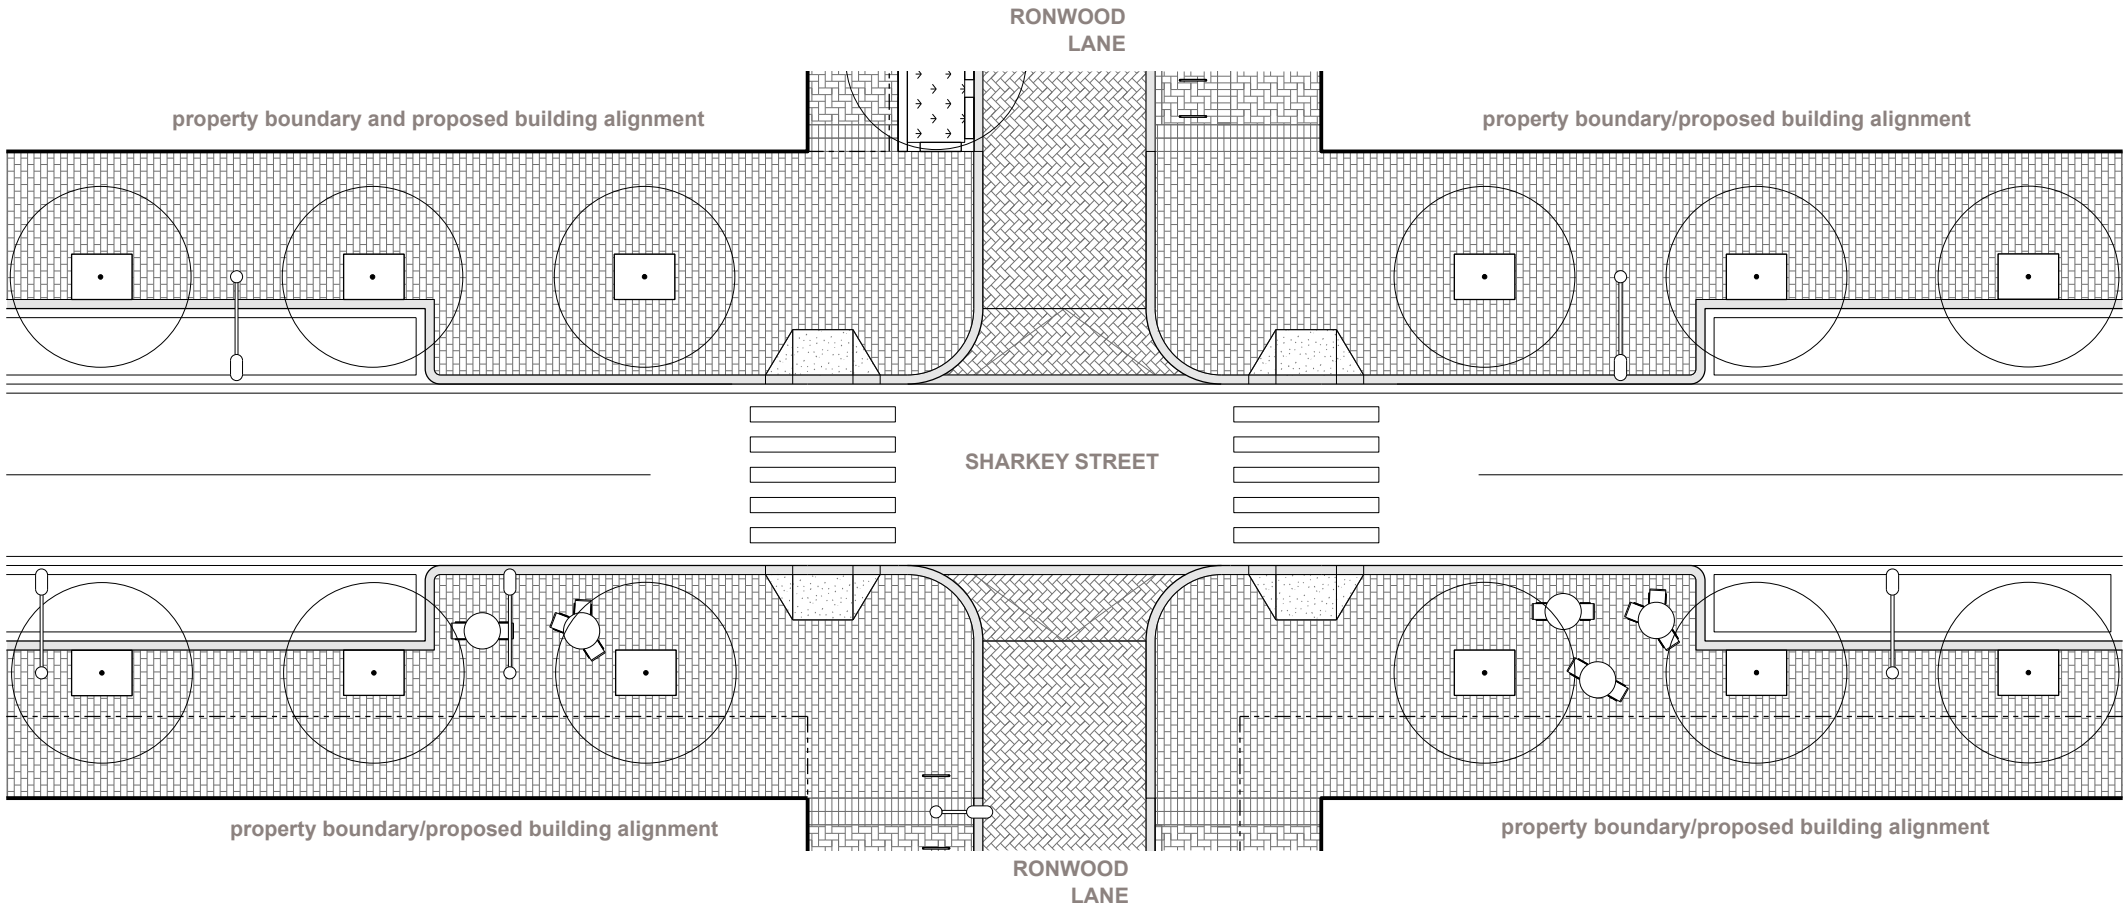 RONWOOD
LANE
property boundary and proposed building alignment
property boundary/proposed building alignment
SHARKEY STREET
property boundary/proposed building alignment
property boundary/proposed building alignment
RONWOOD
LANE